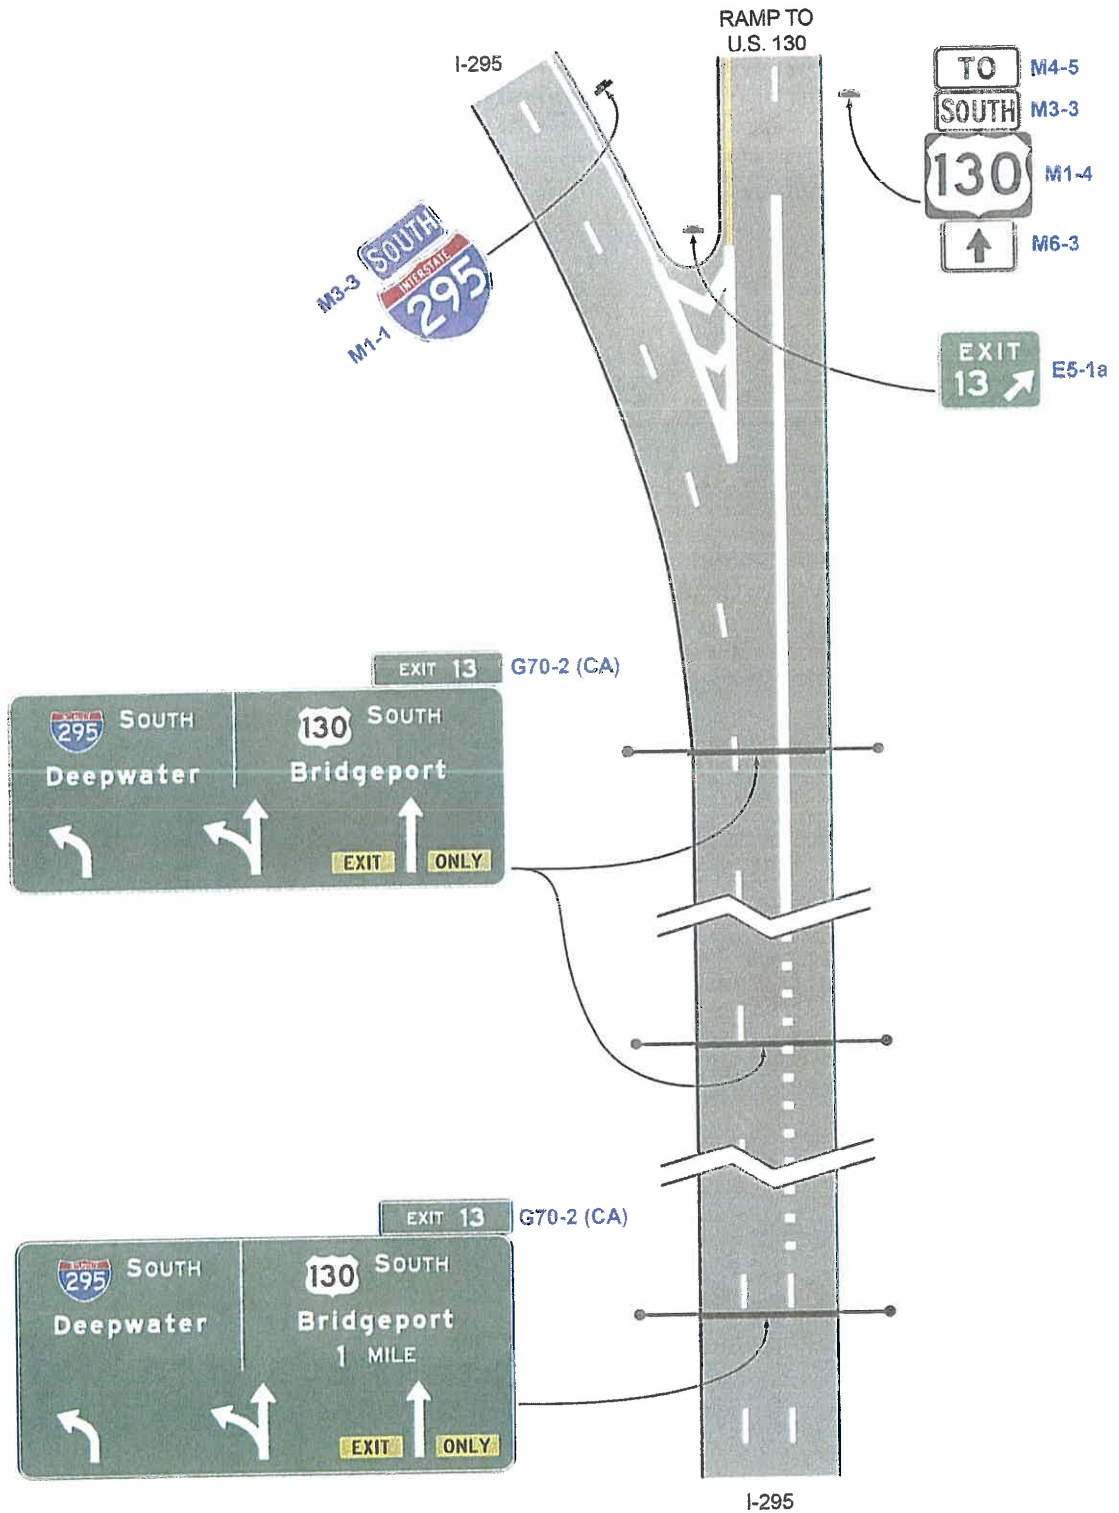 RAMP TO
U.S. 130
I-295
TO M4-5
SOUTH M3-3
130 M1-4
M6-3
SOUTH
M3-3
INTERSTATE
295
M1-1
EXIT
13
E5-1a
EXIT 13 G70-2 (CA)
295 SOUTH
Deepwater
130 SOUTH
Bridgeport
EXIT ONLY
EXIT 13 G70-2 (CA)
295 SOUTH
Deepwater
130 SOUTH
Bridgeport
1 MILE
EXIT ONLY
I-295